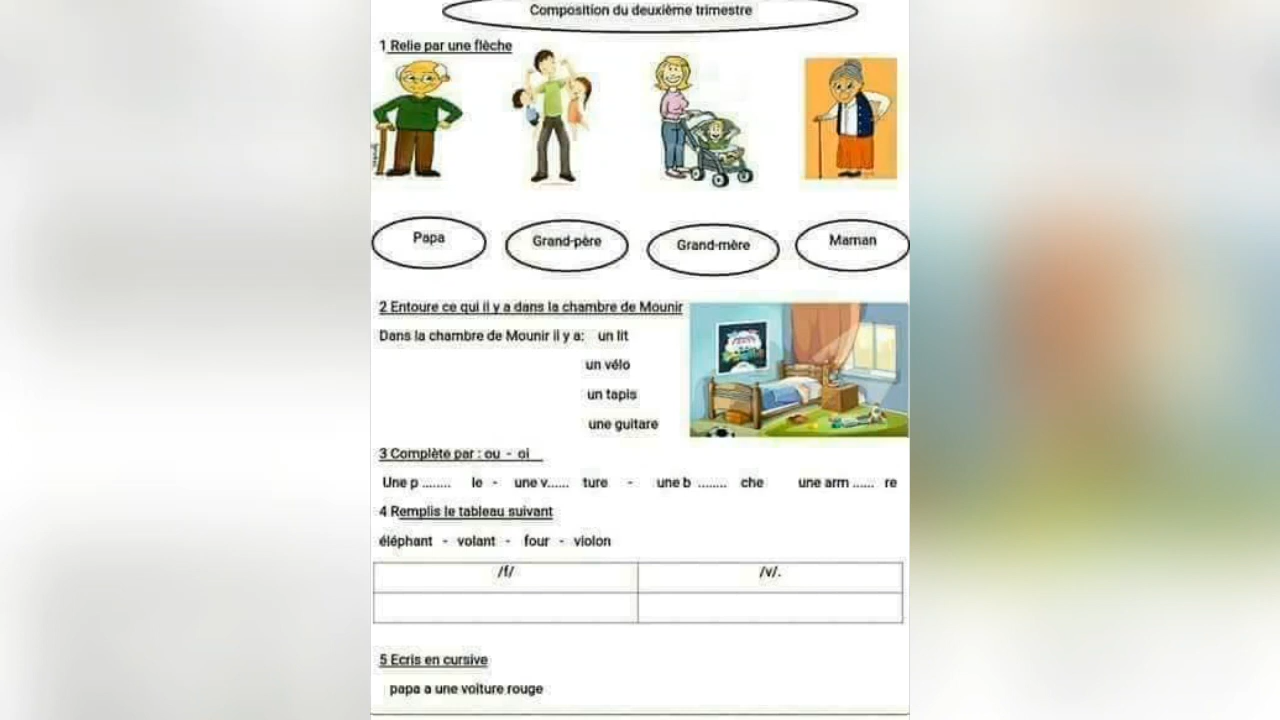 Composition du deuxième trimestre
1 Relie par une flèche
Papa Grand-père Grand-mère Maman
2 Entoure ce qui il y a dans la chambre de Mounir
Dans la chambre de Mounir il y a: un lit
un vélo
un tapis
une guitare
3 Complète par : ou - oi
Une p ........ le - une v...... ture - une b ........ che une arm ...... re
4 Remplis le tableau suivant
éléphant - volant - four - violon
/f/ /v/.
5 Ecris en cursive
papa a une voiture rouge